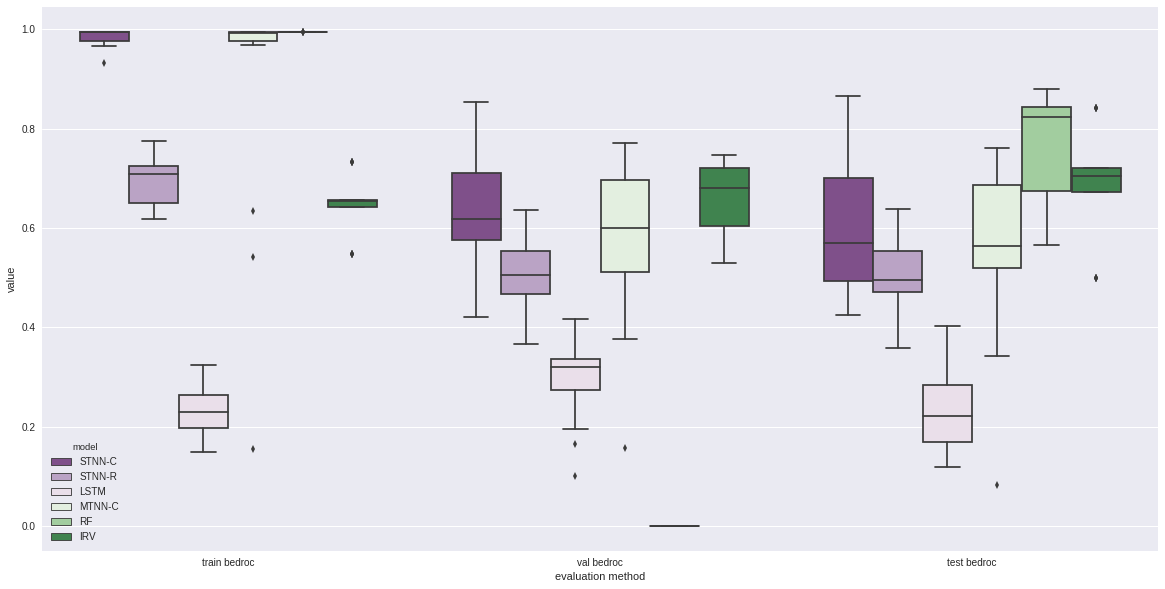 1.0
0.8
0.6
0.4
0.2
0.0
value
model
STNN-C
STNN-R
LSTM
MTNN-C
RF
IRV
train bedroc
val bedroc
test bedroc
evaluation method